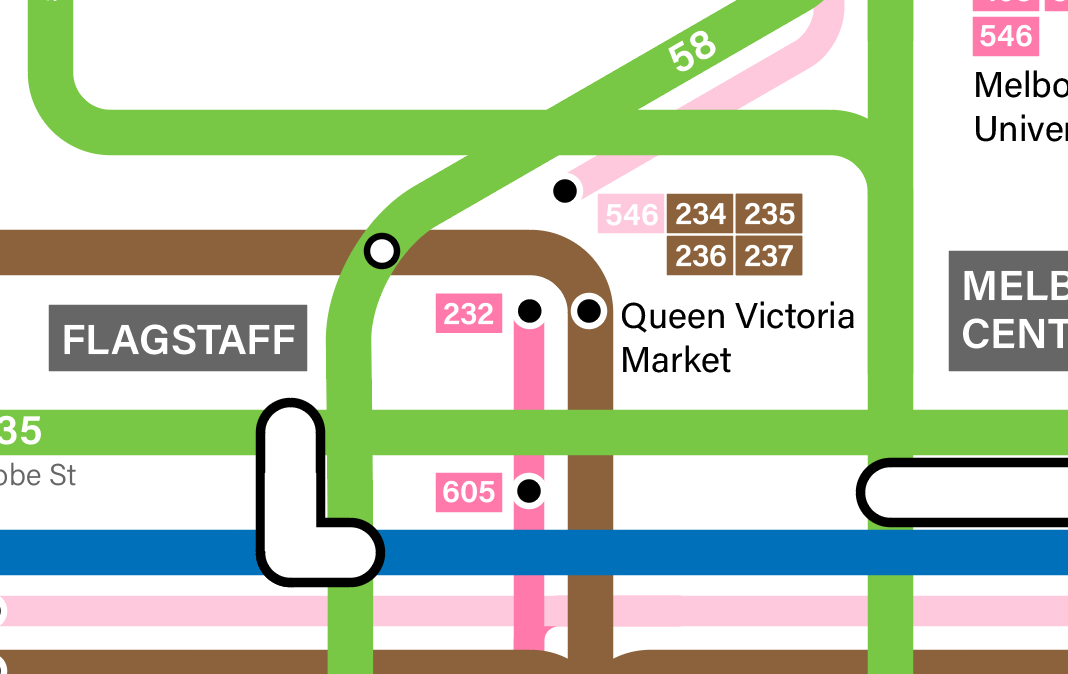 58
546
Melbo
Univer
546 234 235
236 237
232
Queen Victoria
Market
FLAGSTAFF
MELB
CENT
35
obe St
605